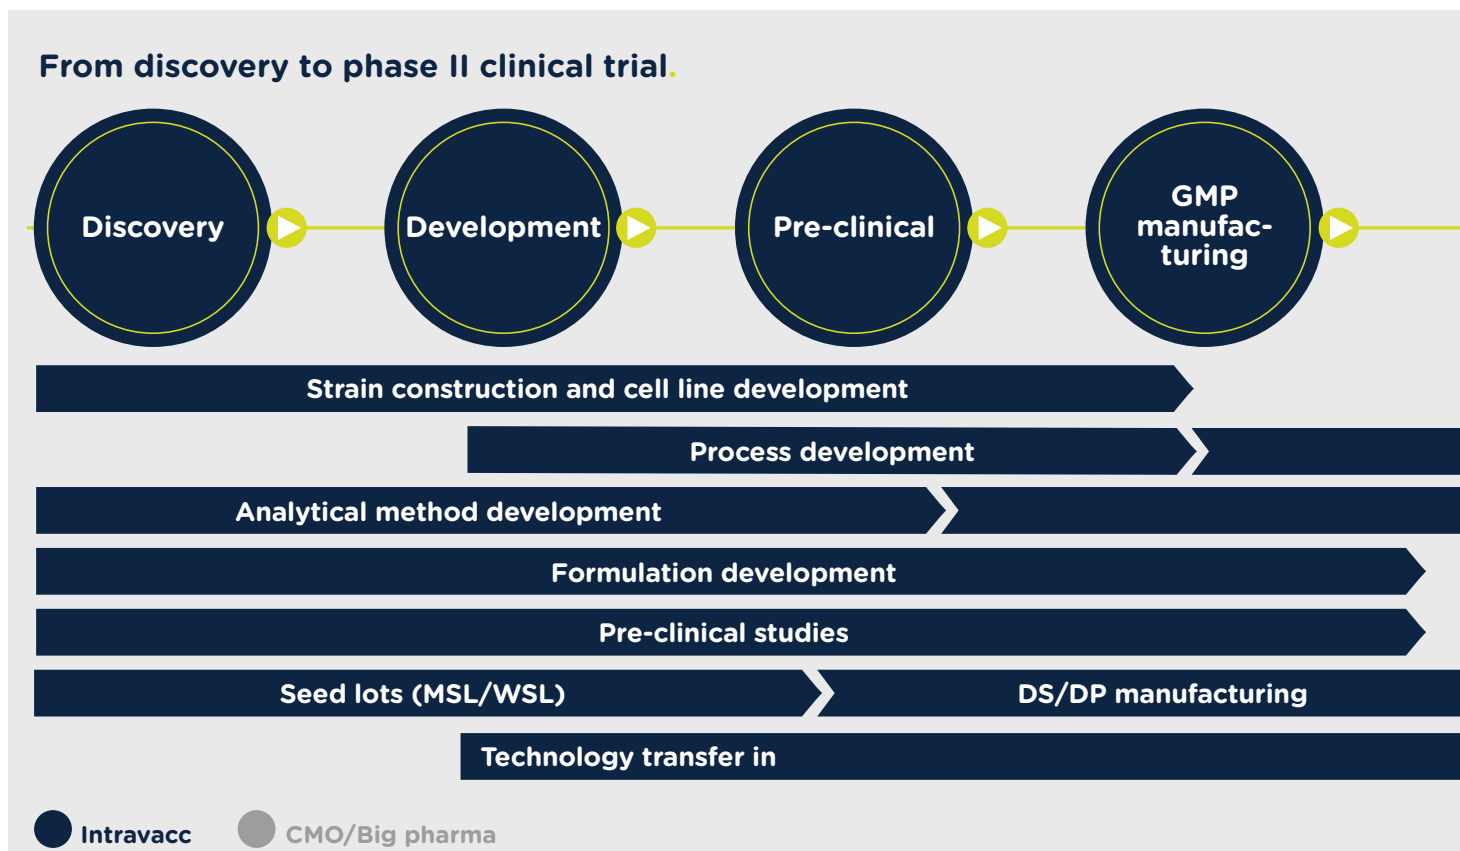 From discovery to phase II clinical trial.
Discovery
Development
Pre-clinical
GMP
manufac-
turing
Strain construction and cell line development
Process development
Analytical method development
Formulation development
Pre-clinical studies
Seed lots (MSL/WSL)
DS/DP manufacturing
Technology transfer in
Intravacc
CMO/Big pharma